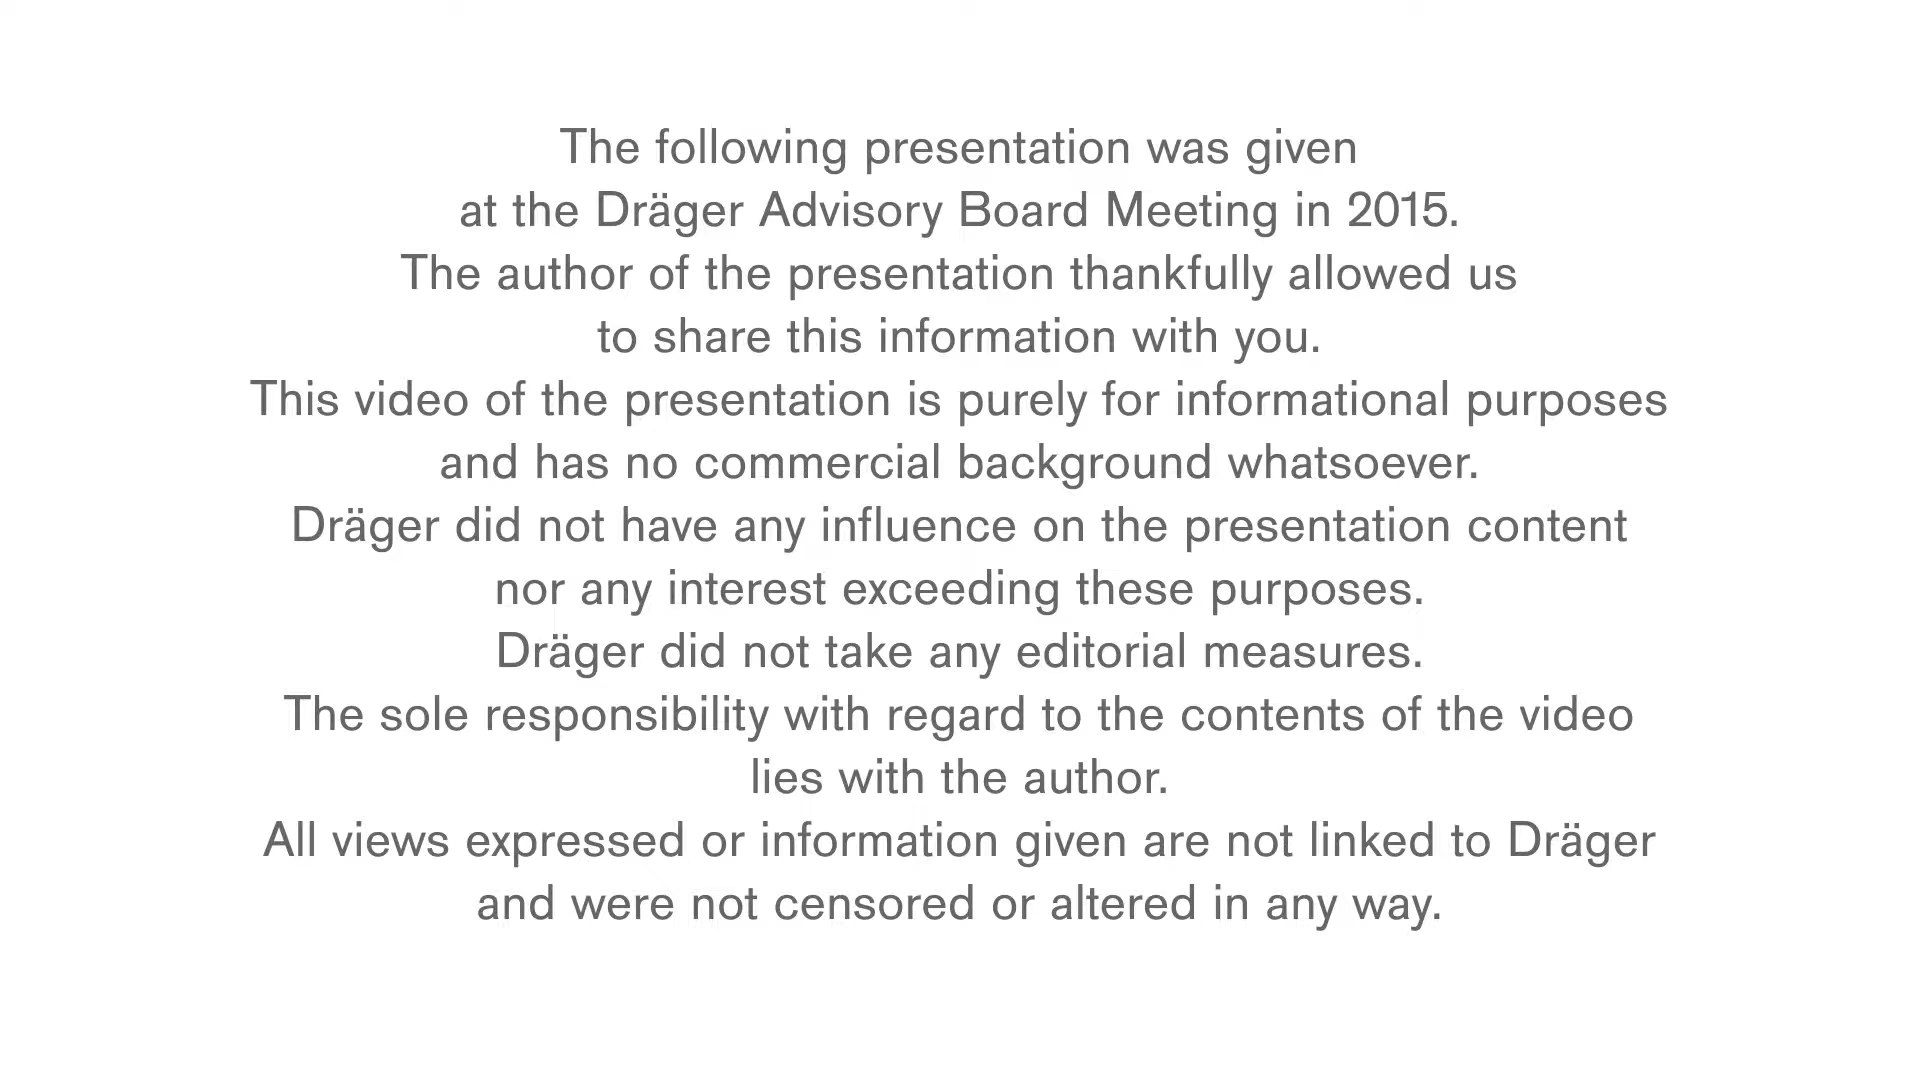 The following presentation was given
at the Dräger Advisory Board Meeting in 2015.
The author of the presentation thankfully allowed us
to share this information with you.
This video of the presentation is purely for informational purposes
and has no commercial background whatsoever.
Dräger did not have any influence on the presentation content
nor any interest exceeding these purposes.
Dräger did not take any editorial measures.
The sole responsibility with regard to the contents of the video
lies with the author.
All views expressed or information given are not linked to Dräger
and were not censored or altered in any way.